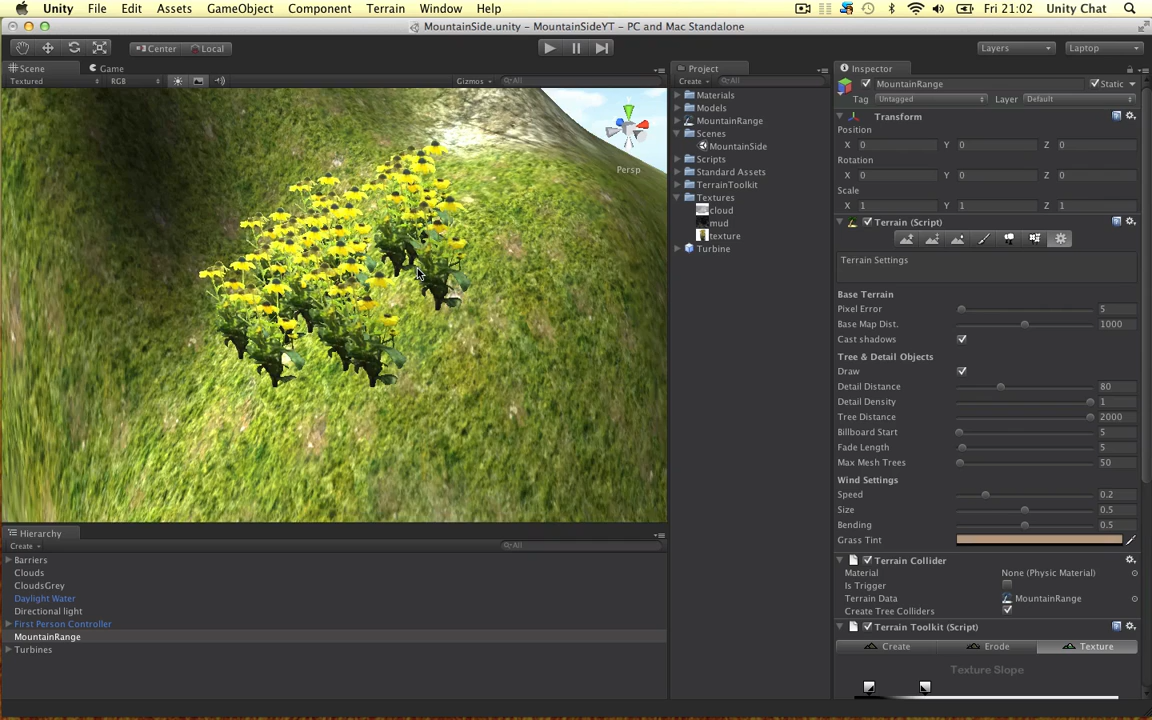 Unity File Edit Assets GameObject Component Terrain Window Help Fri 21:02 Unity Chat
MountainSide.unity – MountainSideYT – PC and Mac Standalone
Center Local Layers Laptop
Scene Game
Textured RGB Gizmos All
Persp
Project
Create All
Materials
Models
MountainRange
Scenes
MountainSide
Scripts
Standard Assets
TerrainToolkit
Textures
cloud
mud
texture
Turbine
Inspector
MountainRange Static
Tag Untagged Layer Default
Transform
Position
X 0 Y 0 Z 0
Rotation
X 0 Y 0 Z 0
Scale
X 1 Y 1 Z 1
Terrain (Script)
Terrain Settings
Base Terrain
Pixel Error 5
Base Map Dist. 1000
Cast shadows
Tree & Detail Objects
Draw
Detail Distance 80
Detail Density 1
Tree Distance 2000
Billboard Start 5
Fade Length 5
Max Mesh Trees 50
Wind Settings
Speed 0.2
Size 0.5
Bending 0.5
Grass Tint
Terrain Collider
Material None (Physic Material)
Is Trigger
Terrain Data MountainRange
Create Tree Colliders
Terrain Toolkit (Script)
Create Erode Texture
Texture Slope
Hierarchy
Create All
Barriers
Clouds
CloudsGrey
Daylight Water
Directional light
First Person Controller
MountainRange
Turbines